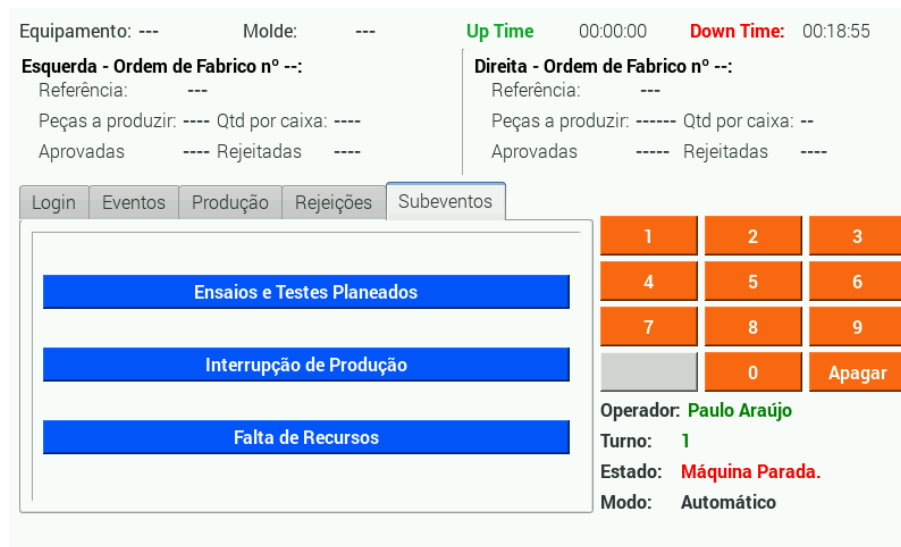 Equipamento: --- Molde: --- Up Time 00:00:00 Down Time: 00:18:55
Esquerda - Ordem de Fabrico nº --:
Referência: ---
Peças a produzir: ---- Qtd por caixa: ----
Aprovadas ---- Rejeitadas ----
Direita - Ordem de Fabrico nº --:
Referência: ---
Peças a produzir: ------ Qtd por caixa: --
Aprovadas ----- Rejeitadas ----
Login Eventos Produção Rejeições Subeventos
Ensaios e Testes Planeados
Interrupção de Produção
Falta de Recursos
1 2 3
4 5 6
7 8 9
0 Apagar
Operador: Paulo Araújo
Turno: 1
Estado: Máquina Parada.
Modo: Automático